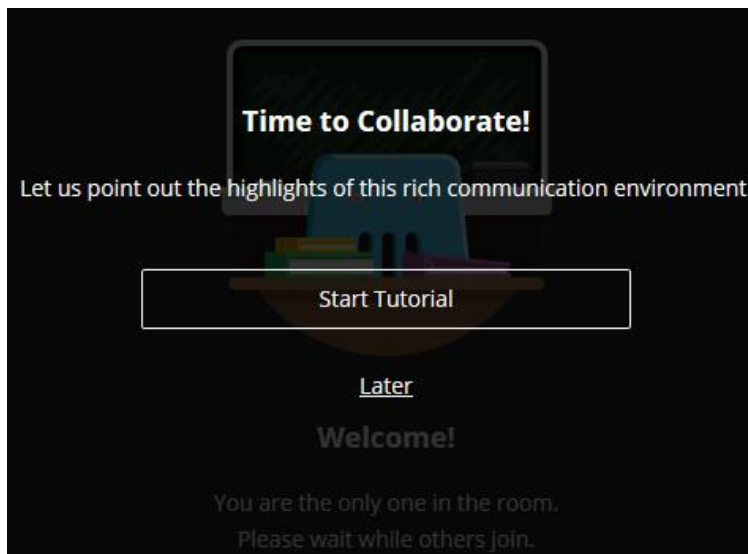 Time to Collaborate!
Let us point out the highlights of this rich communication environment
Start Tutorial
Later
Welcome!
You are the only one in the room.
Please wait while others join.